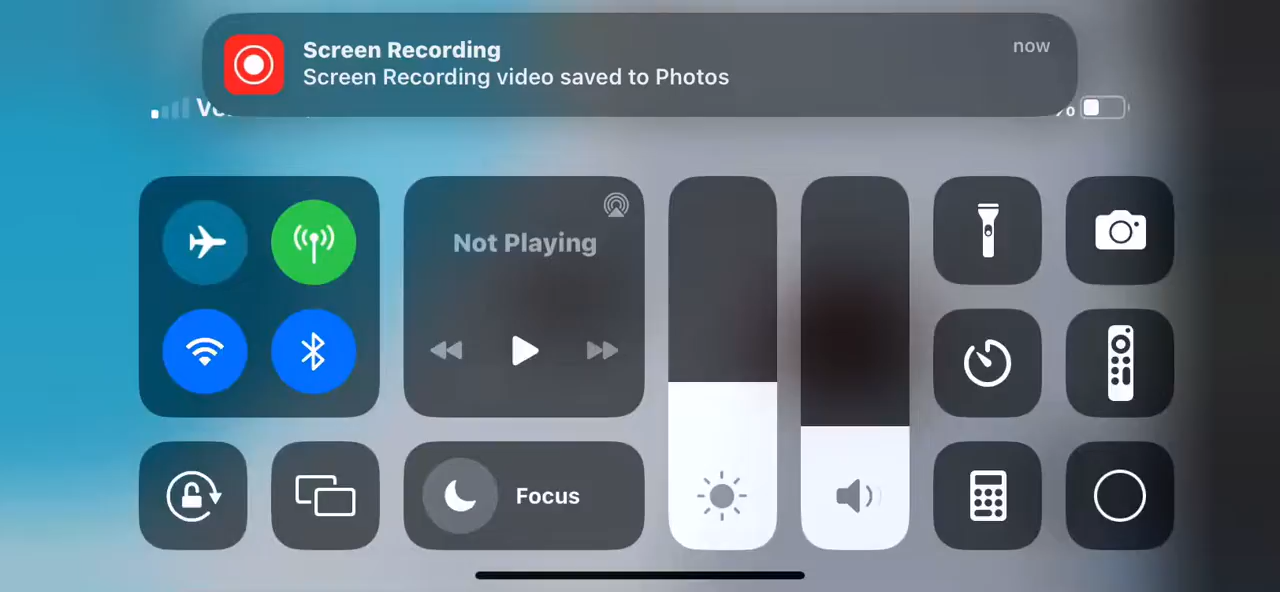 Screen Recording
now
Screen Recording video saved to Photos
Not Playing
Focus